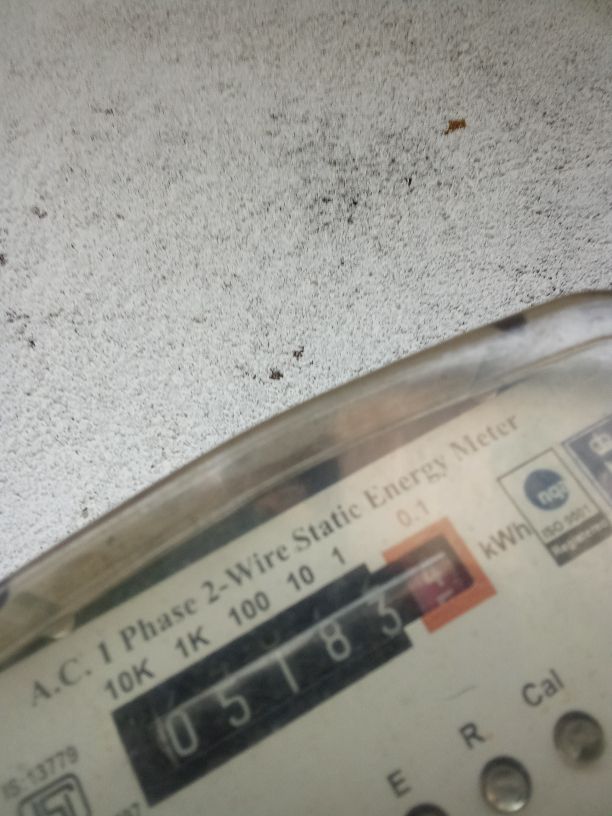 A.C. 1 Phase 2-Wire Static Energy Meter
10K 1K 100 10 1 0.1
0 5 1 8 3
kWh
nqa
ISO 9001
Registered
IS:13779
E R Cal